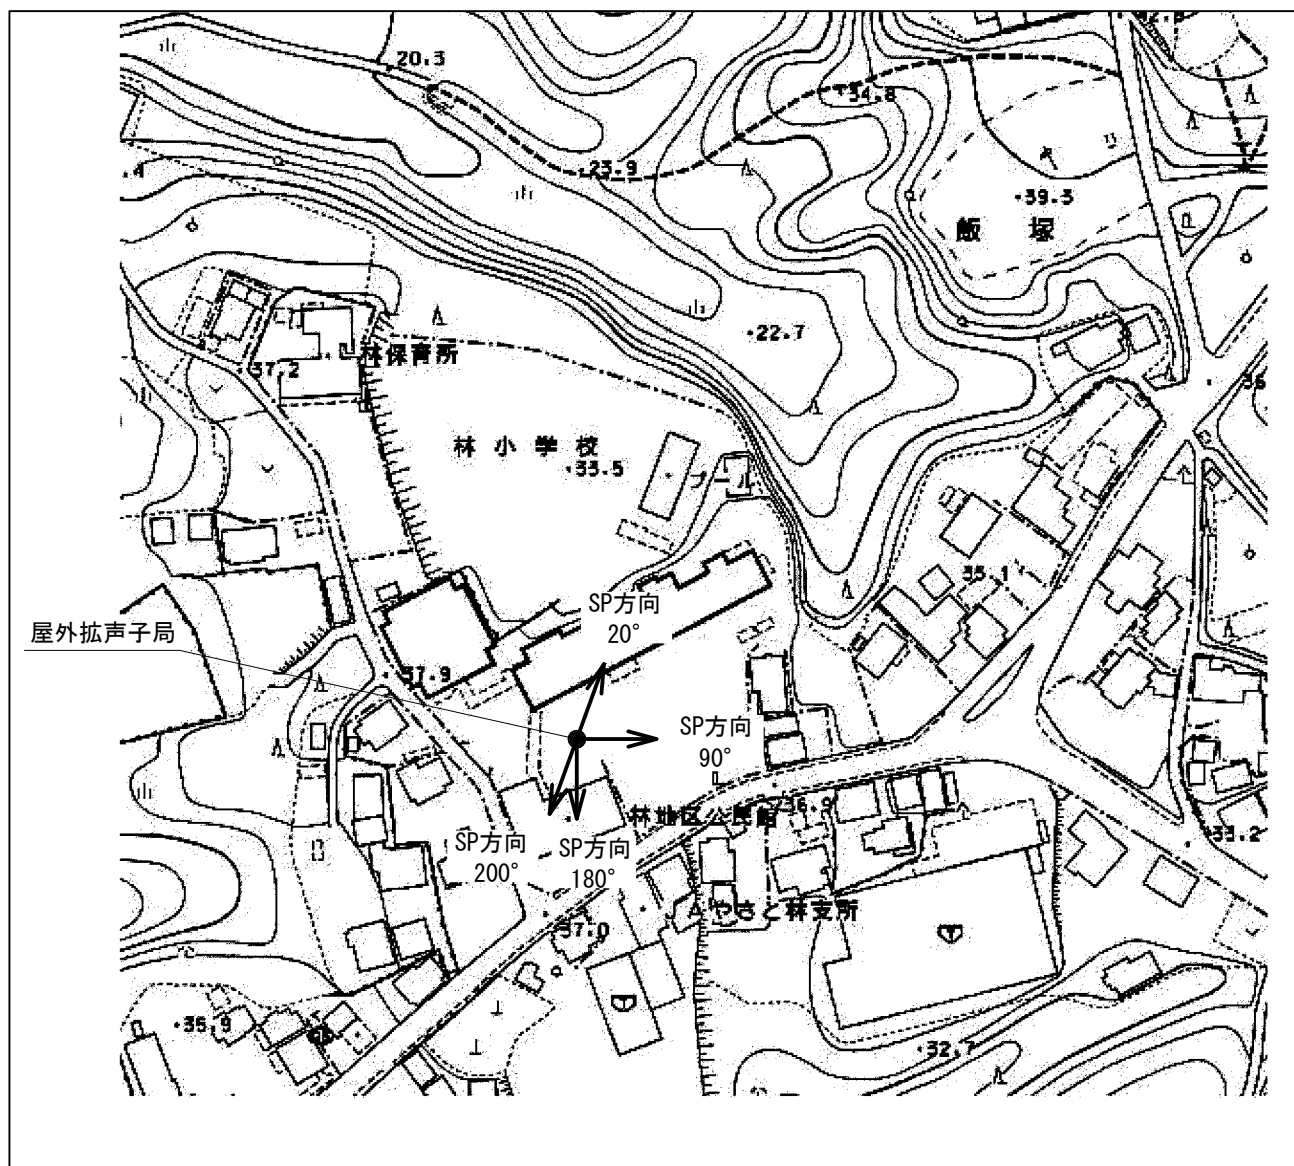 20.3
34.8
23.9
39.3
飯塚
22.7
林保育所
37.2
林小学校
33.5
プール
35.1
SP方向
20°
屋外拡声子局
37.9
SP方向
90°
林地区公民館
36.9
33.2
SP方向
200°
SP方向
180°
やさと林支所
37.0
35.9
32.7